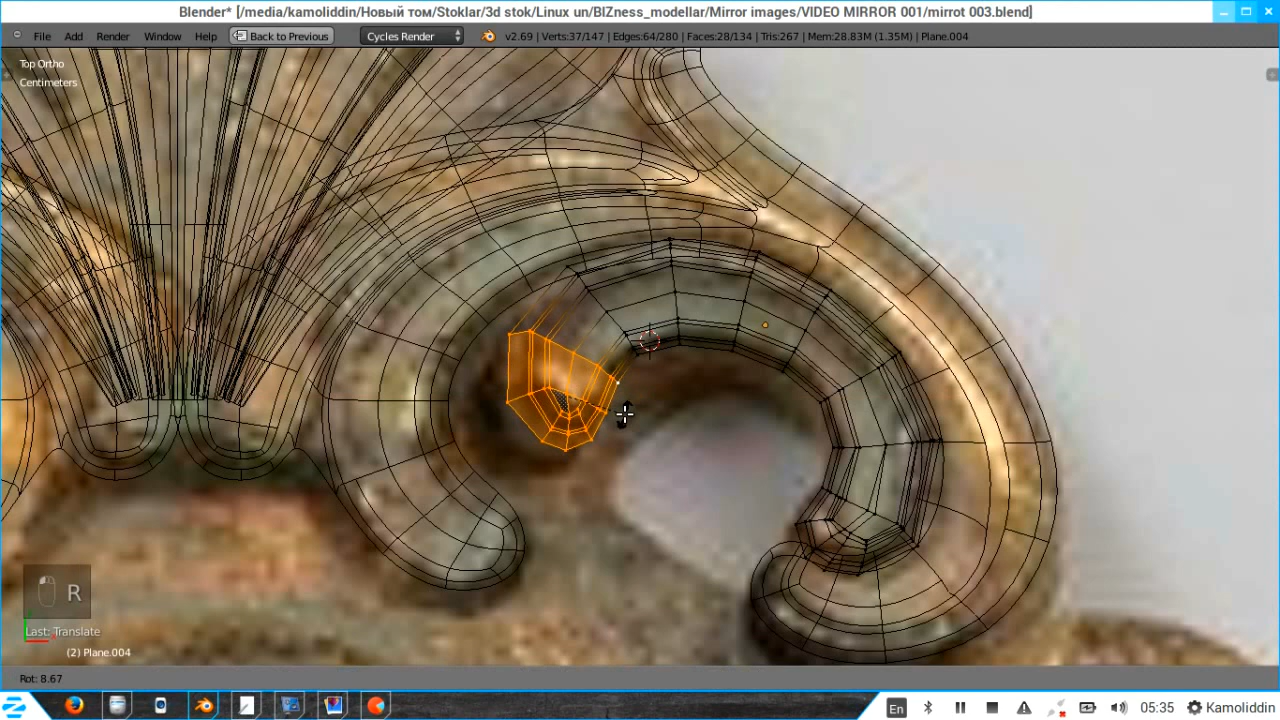 Blender* [/media/kamoliddin/Новый том/Stoklar/3d stok/Linux un/BIZness_modellar/Mirror images/VIDEO MIRROR 001/mirrot 003.blend]
File Add Render Window Help Back to Previous Cycles Render v2.69 | Verts:37/147 | Edges:64/280 | Faces:28/134 | Tris:267 | Mem:28.83M (1.35M) | Plane.004
Top Ortho
Centimeters
R
Last: Translate
(2) Plane.004
Rot: 8.67
En 05:35 Kamoliddin